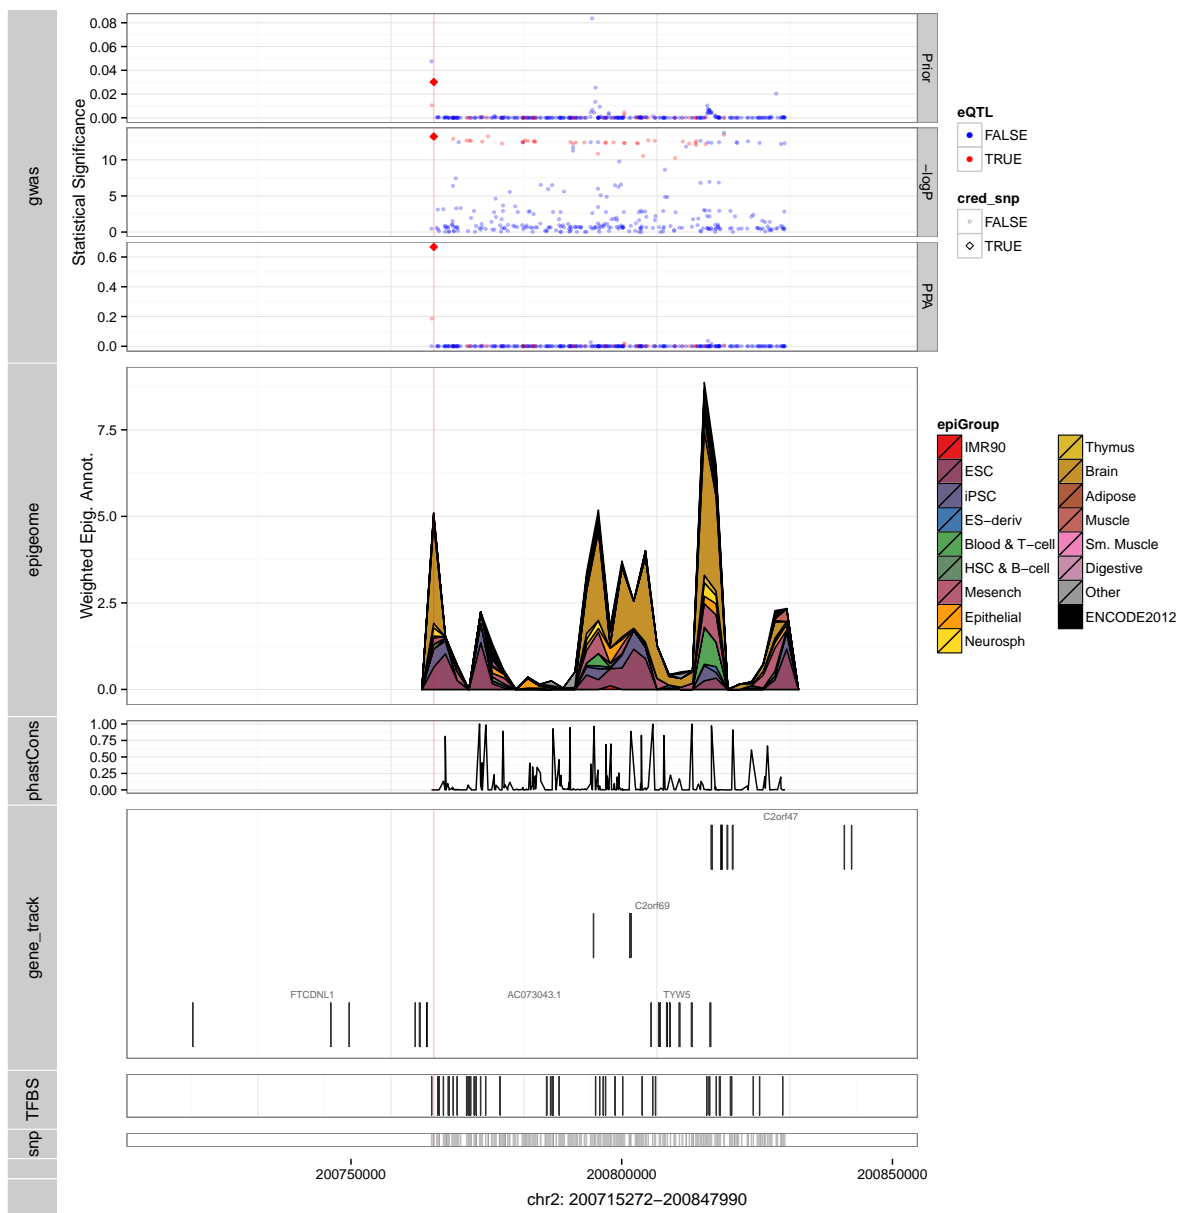 gwas
Statistical Significance
0.08
0.06
0.04
0.02
0.00
Prior
10
5
0
−logP
0.6
0.4
0.2
0.0
PPA
eQTL
FALSE
TRUE
cred_snp
FALSE
TRUE
epigeome
Weighted Epig. Annot.
7.5
5.0
2.5
0.0
epiGroup
IMR90
ESC
iPSC
ES−deriv
Blood & T−cell
HSC & B−cell
Mesench
Epithelial
Neurosph
Thymus
Brain
Adipose
Muscle
Sm. Muscle
Digestive
Other
ENCODE2012
phastCons
1.00
0.75
0.50
0.25
0.00
gene_track
C2orf47
C2orf69
FTCDNL1 AC073043.1 TYW5
TFBS
snp
200750000 200800000 200850000
chr2: 200715272−200847990